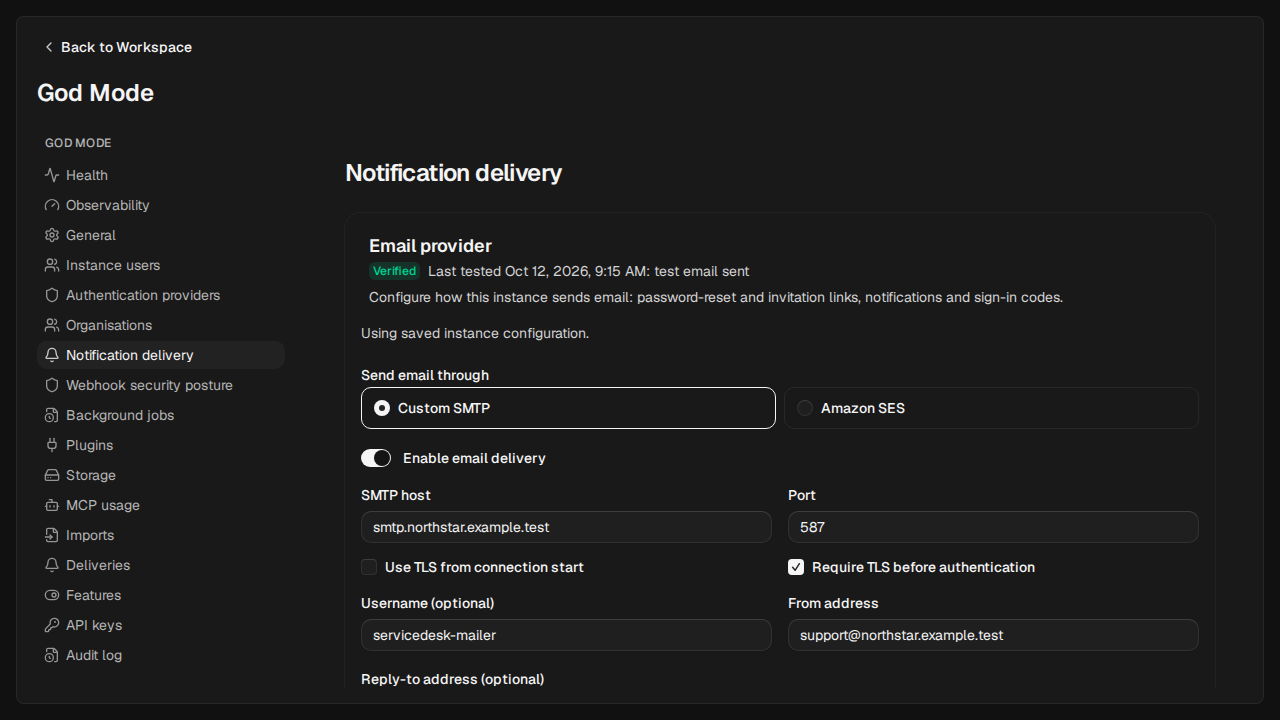 Back to Workspace
God Mode
GOD MODE
Health
Observability
General
Instance users
Authentication providers
Organisations
Notification delivery
Webhook security posture
Background jobs
Plugins
Storage
MCP usage
Imports
Deliveries
Features
API keys
Audit log
Notification delivery
Email provider
Verified Last tested Oct 12, 2026, 9:15 AM: test email sent
Configure how this instance sends email: password-reset and invitation links, notifications and sign-in codes.
Using saved instance configuration.
Send email through
Custom SMTP Amazon SES
Enable email delivery
SMTP host Port
smtp.northstar.example.test 587
Use TLS from connection start Require TLS before authentication
Username (optional) From address
servicedesk-mailer support@northstar.example.test
Reply-to address (optional)